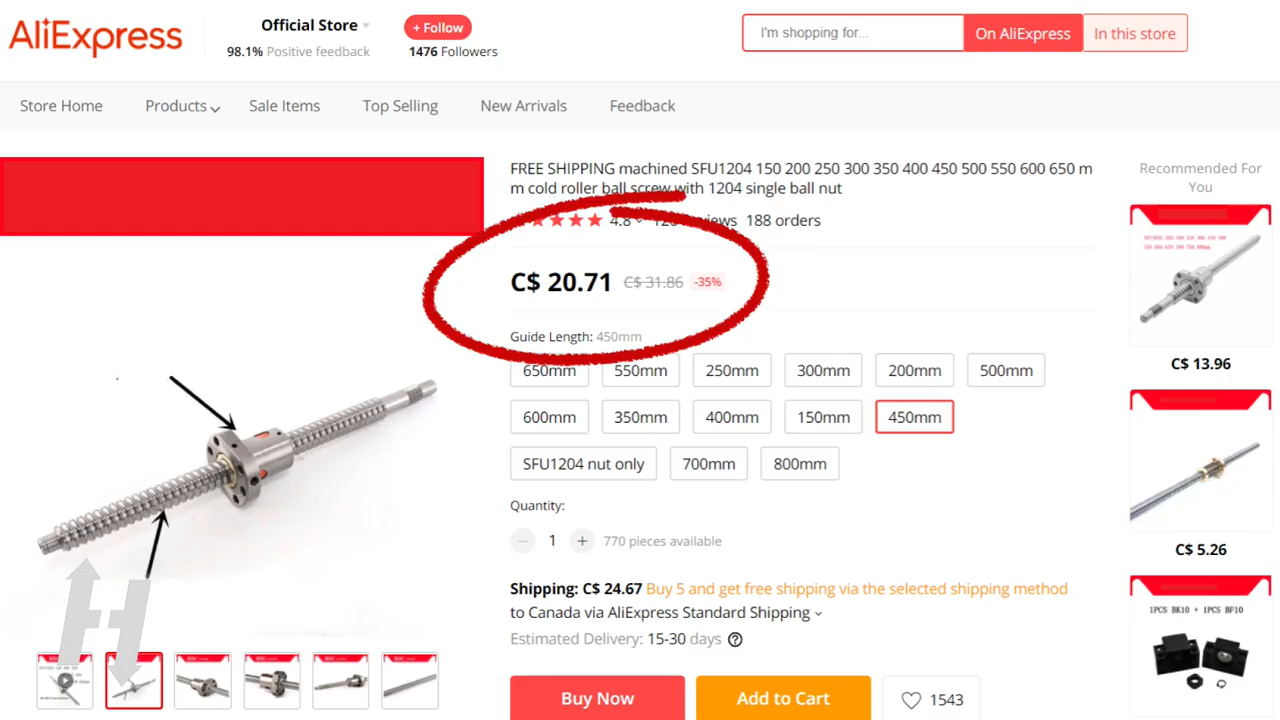 AliExpress
Official Store
98.1% Positive feedback
+ Follow
1476 Followers
I'm shopping for...
On AliExpress
In this store
Store Home
Products
Sale Items
Top Selling
New Arrivals
Feedback
FREE SHIPPING machined SFU1204 150 200 250 300 350 400 450 500 550 600 650 m
m cold roller ball screw with 1204 single ball nut
4.8
188 orders
C$ 20.71 C$ 31.86 -35%
Guide Length: 450mm
650mm
550mm
250mm
300mm
200mm
500mm
600mm
350mm
400mm
150mm
450mm
SFU1204 nut only
700mm
800mm
Quantity:
1
770 pieces available
Shipping: C$ 24.67 Buy 5 and get free shipping via the selected shipping method
to Canada via AliExpress Standard Shipping
Estimated Delivery: 15-30 days
Buy Now
Add to Cart
1543
Recommended For
You
C$ 13.96
C$ 5.26
1PCS BK10 + 1PCS BF10
H